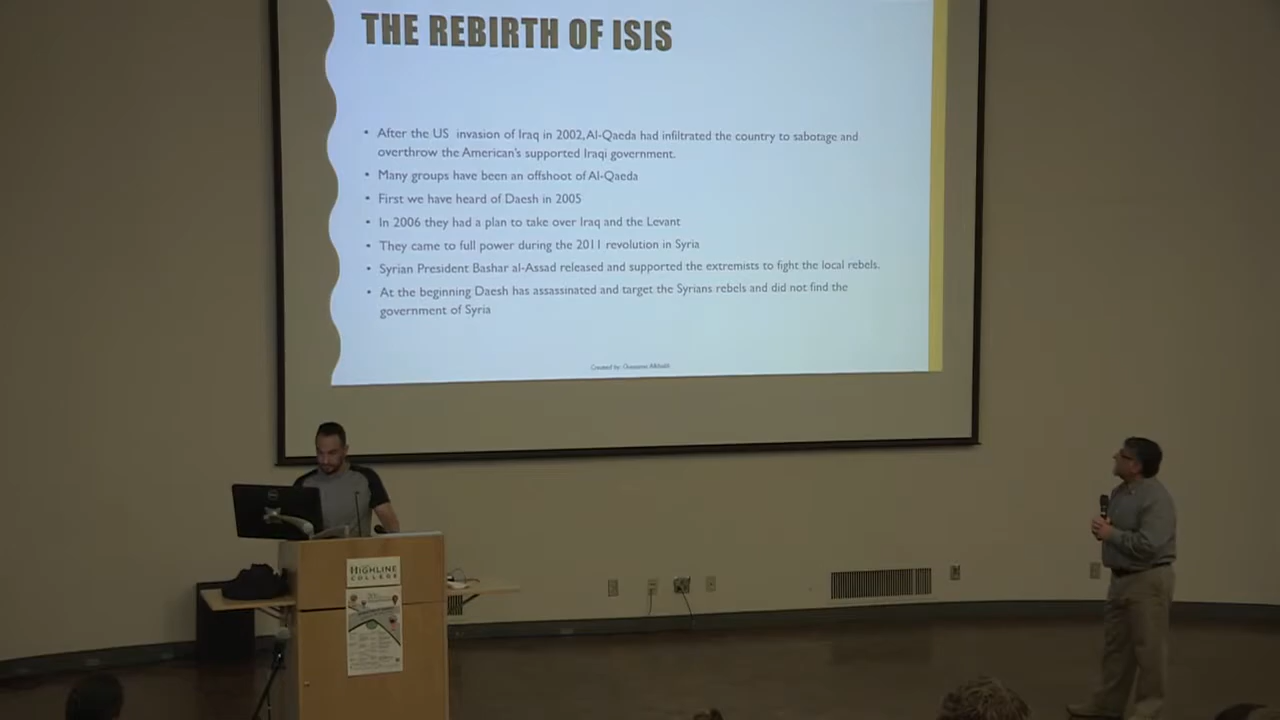 THE REBIRTH OF ISIS
• After the US invasion of Iraq in 2002, Al-Qaeda had infiltrated the country to sabotage and
overthrow the American's supported Iraqi government.
• Many groups have been an offshoot of Al-Qaeda
• First we have heard of Daesh in 2005
• In 2006 they had a plan to take over Iraq and the Levant
• They came to full power during the 2011 revolution in Syria
• Syrian President Bashar al-Assad released and supported the extremists to fight the local rebels.
• At the beginning Daesh has assassinated and target the Syrians rebels and did not find the
government of Syria
Created by:
HIGHLINE
COLLEGE